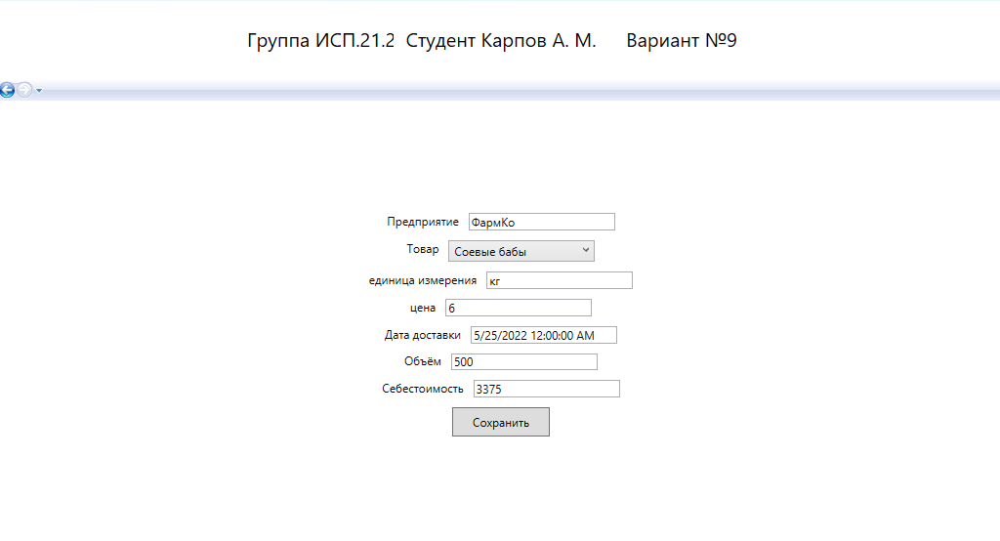 Группа ИСП.21.2 Студент Карпов А. М. Вариант №9
Предприятие ФармКо
Товар Соевые бабы
единица измерения кг
цена 6
Дата доставки 5/25/2022 12:00:00 AM
Объём 500
Себестоимость 3375
Сохранить